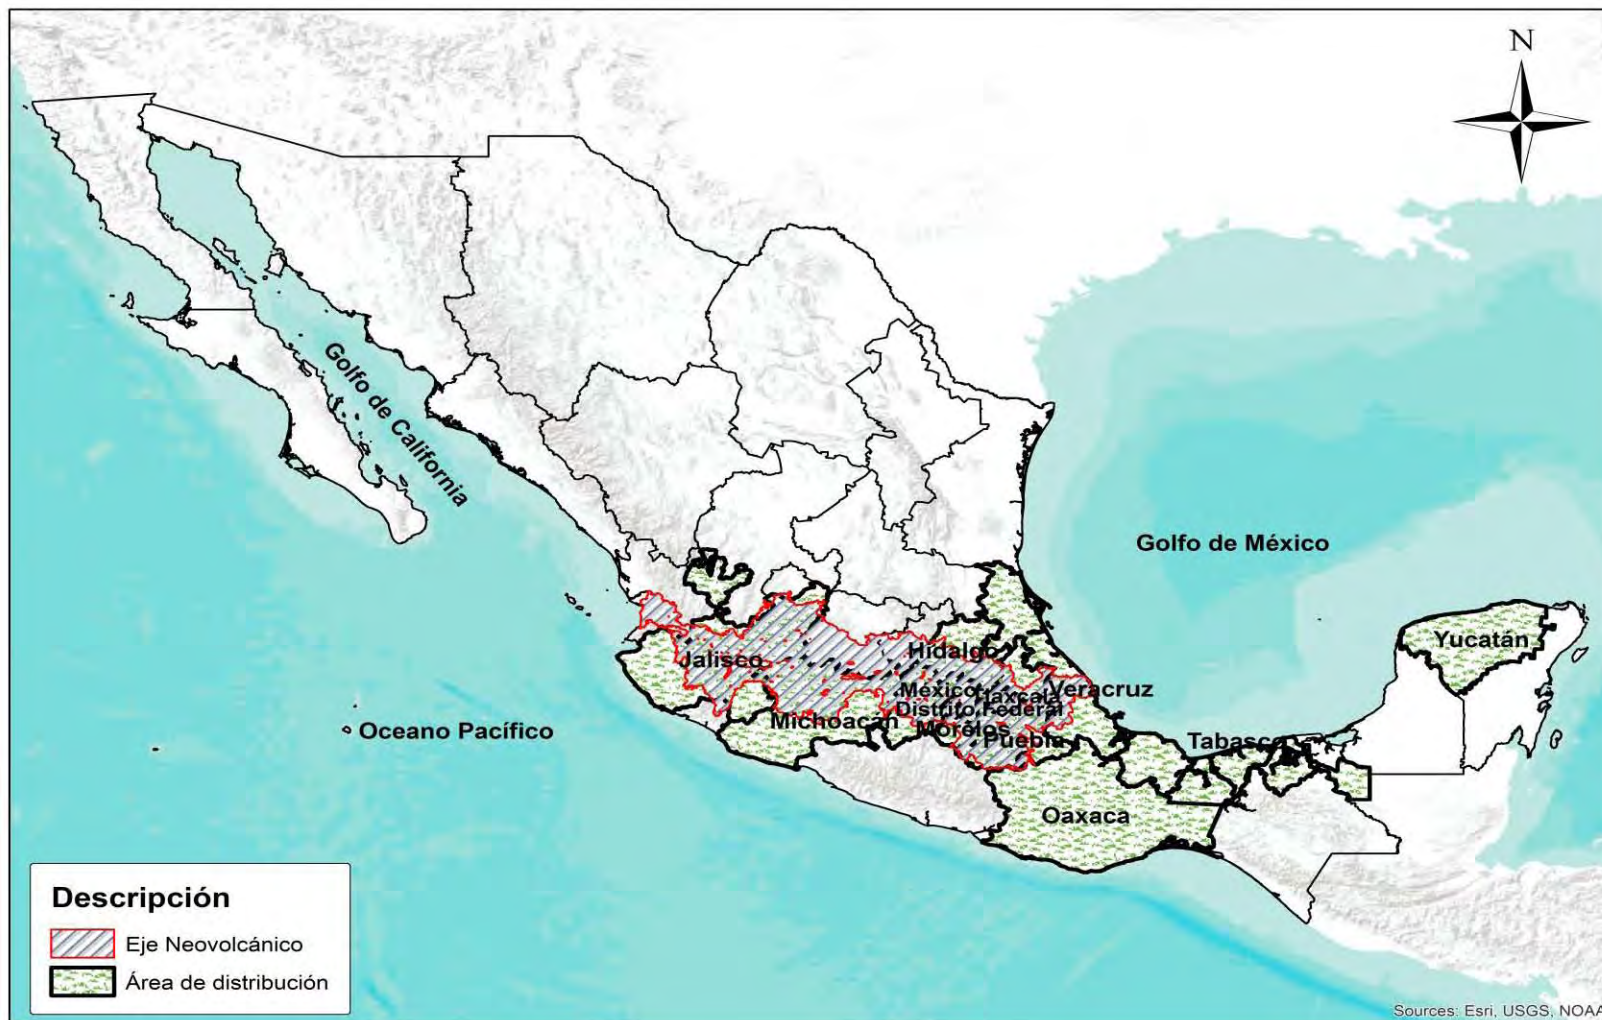 N
Golfo de California
Golfo de México
Yucatán
Hidalgo
Jalisco
México
Tlaxcala
Veracruz
Distrito Federal
Michoacán
Morelos
Oceano Pacífico
Puebla
Tabasco
Oaxaca
Descripción
Eje Neovolcánico
Área de distribución
Sources: Esri, USGS, NOAA